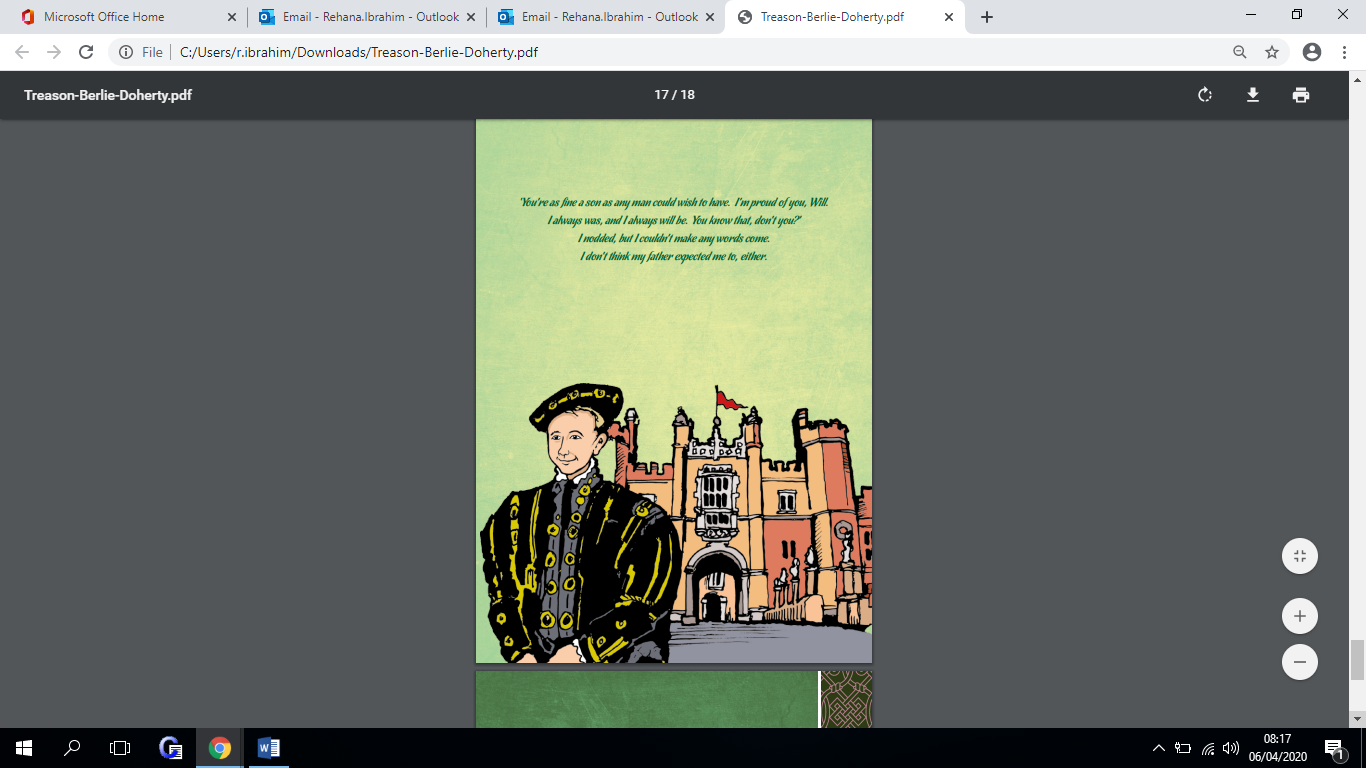 Microsoft Office Home
Email - Rehana.Ibrahim - Outlook
Email - Rehana.Ibrahim - Outlook
Treason-Berlie-Doherty.pdf
File
C:/Users/r.ibrahim/Downloads/Treason-Berlie-Doherty.pdf
Treason-Berlie-Doherty.pdf
17 / 18
'You're as fine a son as any man could wish to have. I'm proud of you, Will.
I always was, and I always will be. You know that, don't you?'
I nodded, but I couldn't make any words come.
I don't think my father expected me to, either.
08:17
06/04/2020
1